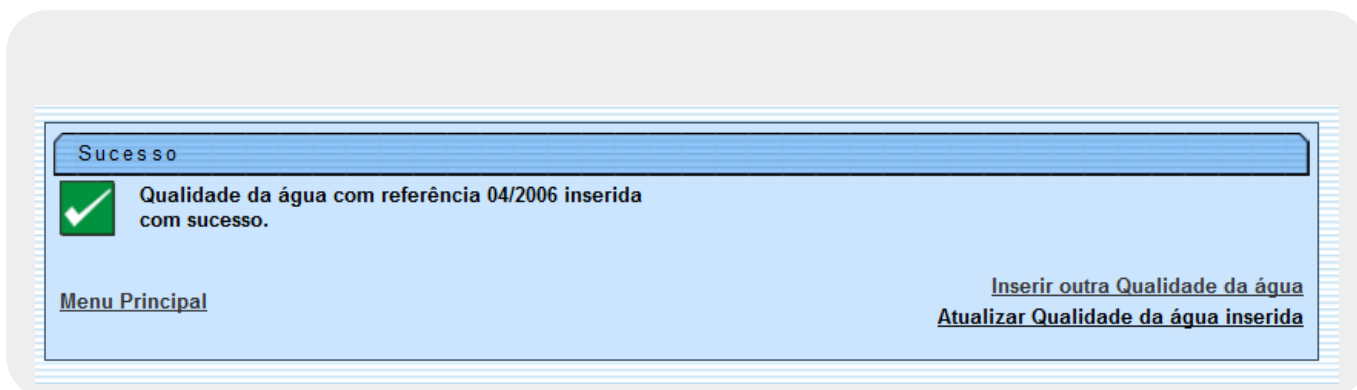 Sucesso
Qualidade da água com referência 04/2006 inserida
com sucesso.
Menu Principal
Inserir outra Qualidade da água
Atualizar Qualidade da água inserida